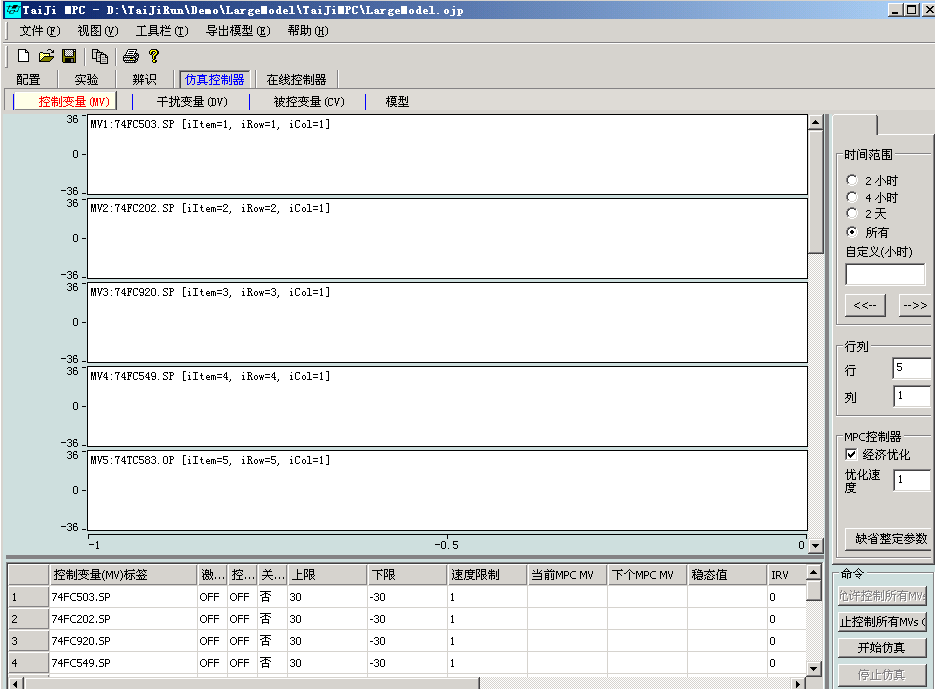 TaiJi MPC - D:\TaiJiRun\Demo\LargeModel\TaiJiMPC\LargeModel.ojp
文件(F) 视图(V) 工具栏(T) 导出模型(E) 帮助(H)
配置 实验 辨识 仿真控制器 在线控制器
控制变量(MV) 干扰变量(DV) 被控变量(CV) 模型
36
MV1:74FC503.SP [iItem=1, iRow=1, iCol=1]
0
-36
36
MV2:74FC202.SP [iItem=2, iRow=2, iCol=1]
0
-36
36
MV3:74FC920.SP [iItem=3, iRow=3, iCol=1]
0
-36
36
MV4:74FC549.SP [iItem=4, iRow=4, iCol=1]
0
-36
36
MV5:74TC583.OP [iItem=5, iRow=5, iCol=1]
0
-36
-1 -0.5 0
时间范围
2 小时
4 小时
2 天
所有
自定义(小时)
<<-- -->>
行列
行 5
列 1
MPC控制器
经济优化
优化速
度 1
缺省整定参数
控制变量(MV)标签 激... 控... 关... 上限 下限 速度限制 当前MPC MV 下个MPC MV 稳态值 IRV
1 74FC503.SP OFF OFF 否 30 -30 1 0
2 74FC202.SP OFF OFF 否 30 -30 1 0
3 74FC920.SP OFF OFF 否 30 -30 1 0
4 74FC549.SP OFF OFF 否 30 -30 1 0
命令
允许控制所有MVs
止控制所有MVs (
开始仿真
停止仿真